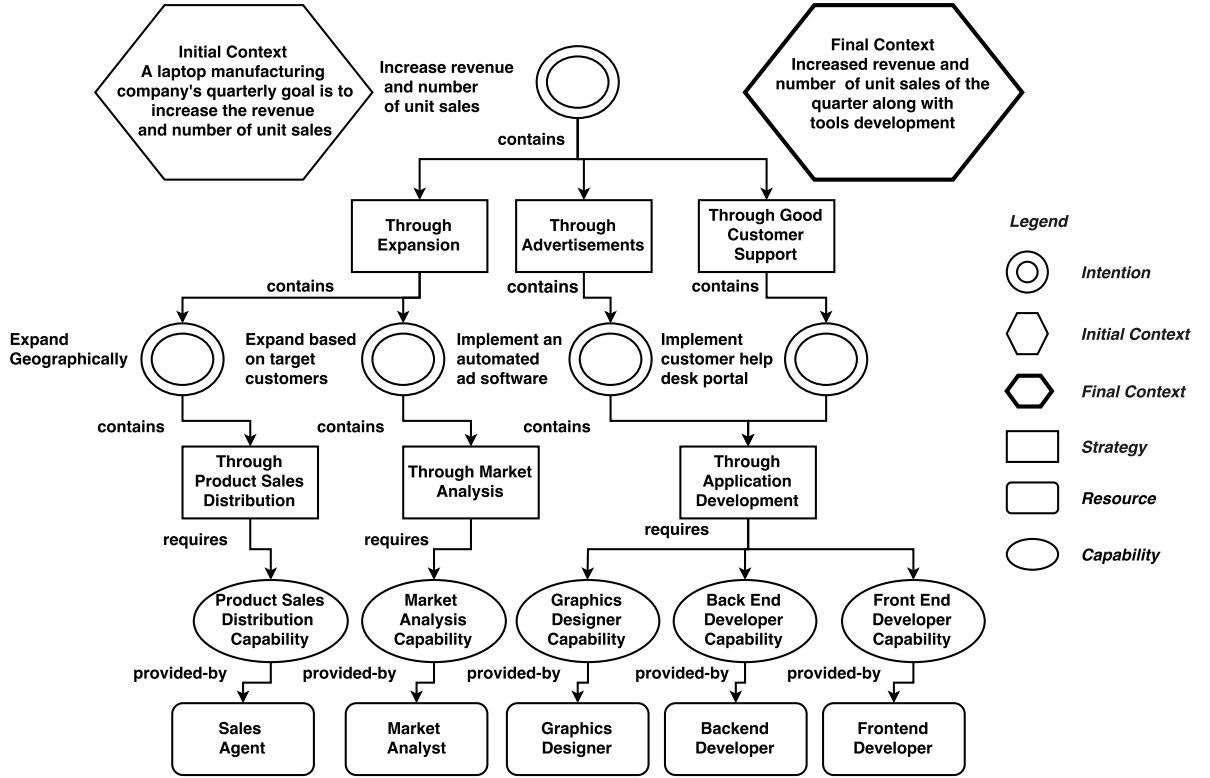 Initial Context
A laptop manufacturing
company's quarterly goal is to
increase the revenue
and number of unit sales
Increase revenue
and number
of unit sales
Final Context
Increased revenue and
number of unit sales of the
quarter along with
tools development
contains
Through
Expansion
Through
Advertisements
Through Good
Customer
Support
contains
contains
contains
Expand
Geographically
Expand based
on target
customers
Implement an
automated
ad software
Implement
customer help
desk portal
contains
contains
contains
Through
Product Sales
Distribution
Through Market
Analysis
Through
Application
Development
requires
requires
requires
Product Sales
Distribution
Capability
Market
Analysis
Capability
Graphics
Designer
Capability
Back End
Developer
Capability
Front End
Developer
Capability
provided-by
provided-by
provided-by
provided-by
provided-by
Sales
Agent
Market
Analyst
Graphics
Designer
Backend
Developer
Frontend
Developer
Legend
Intention
Initial Context
Final Context
Strategy
Resource
Capability